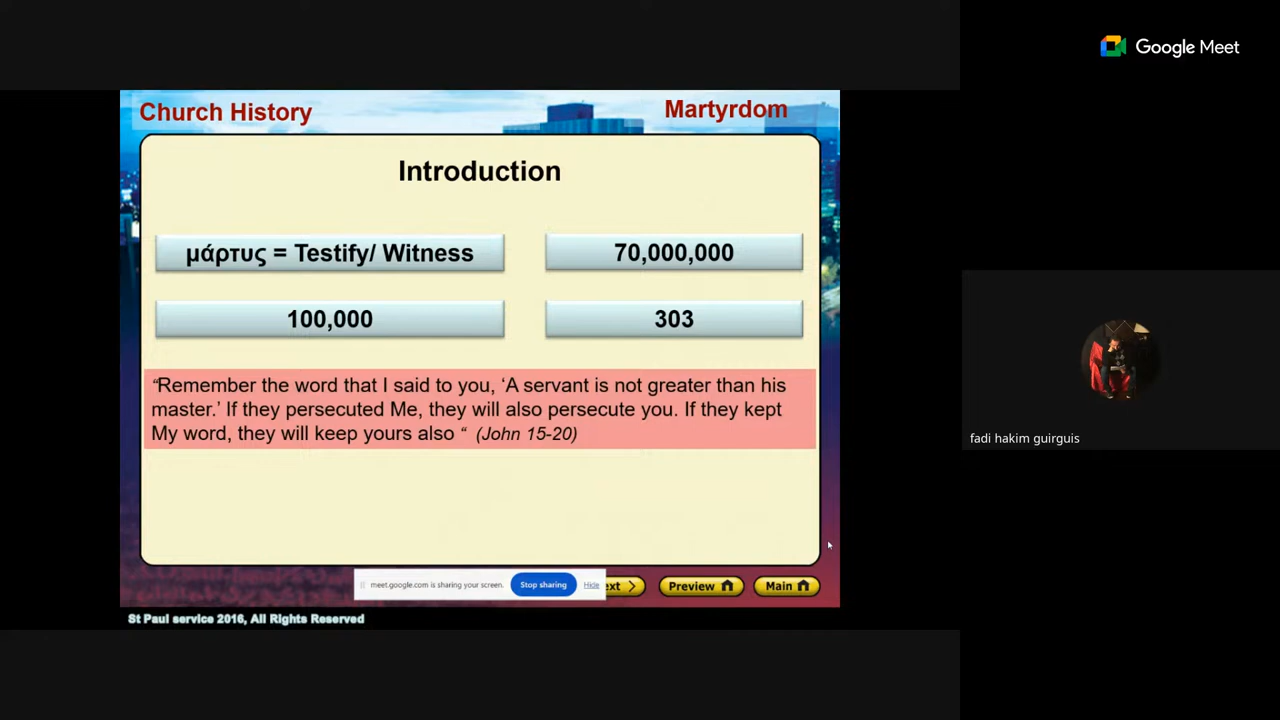 Google Meet
Church History
Martyrdom
Introduction
μάρτυς = Testify/ Witness
70,000,000
100,000
303
“Remember the word that I said to you, ‘A servant is not greater than his
master.’ If they persecuted Me, they will also persecute you. If they kept
My word, they will keep yours also “ (John 15-20)
fadi hakim guirguis
meet.google.com is sharing your screen.
Stop sharing
Hide
ext
Preview
Main
St Paul service 2016, All Rights Reserved